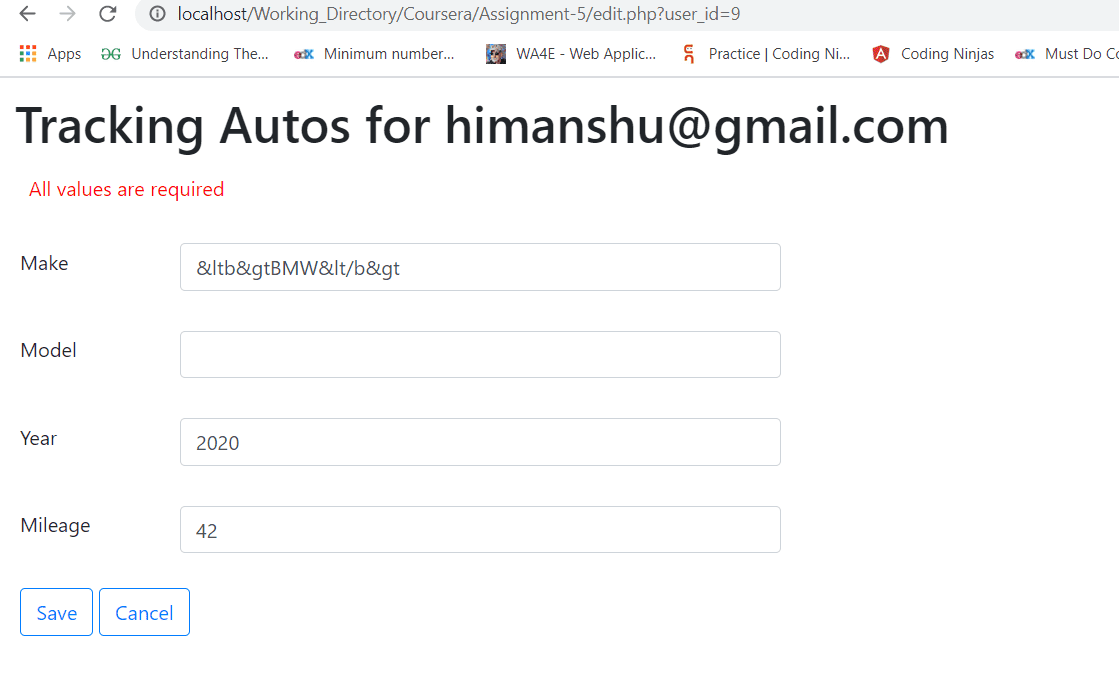 localhost/Working_Directory/Coursera/Assignment-5/edit.php?user_id=9
Apps Understanding The... Minimum number... WA4E - Web Applic... Practice | Coding Ni... Coding Ninjas Must Do Co
Tracking Autos for himanshu@gmail.com
All values are required
Make &ltb&gtBMW&lt/b&gt
Model
Year 2020
Mileage 42
Save Cancel